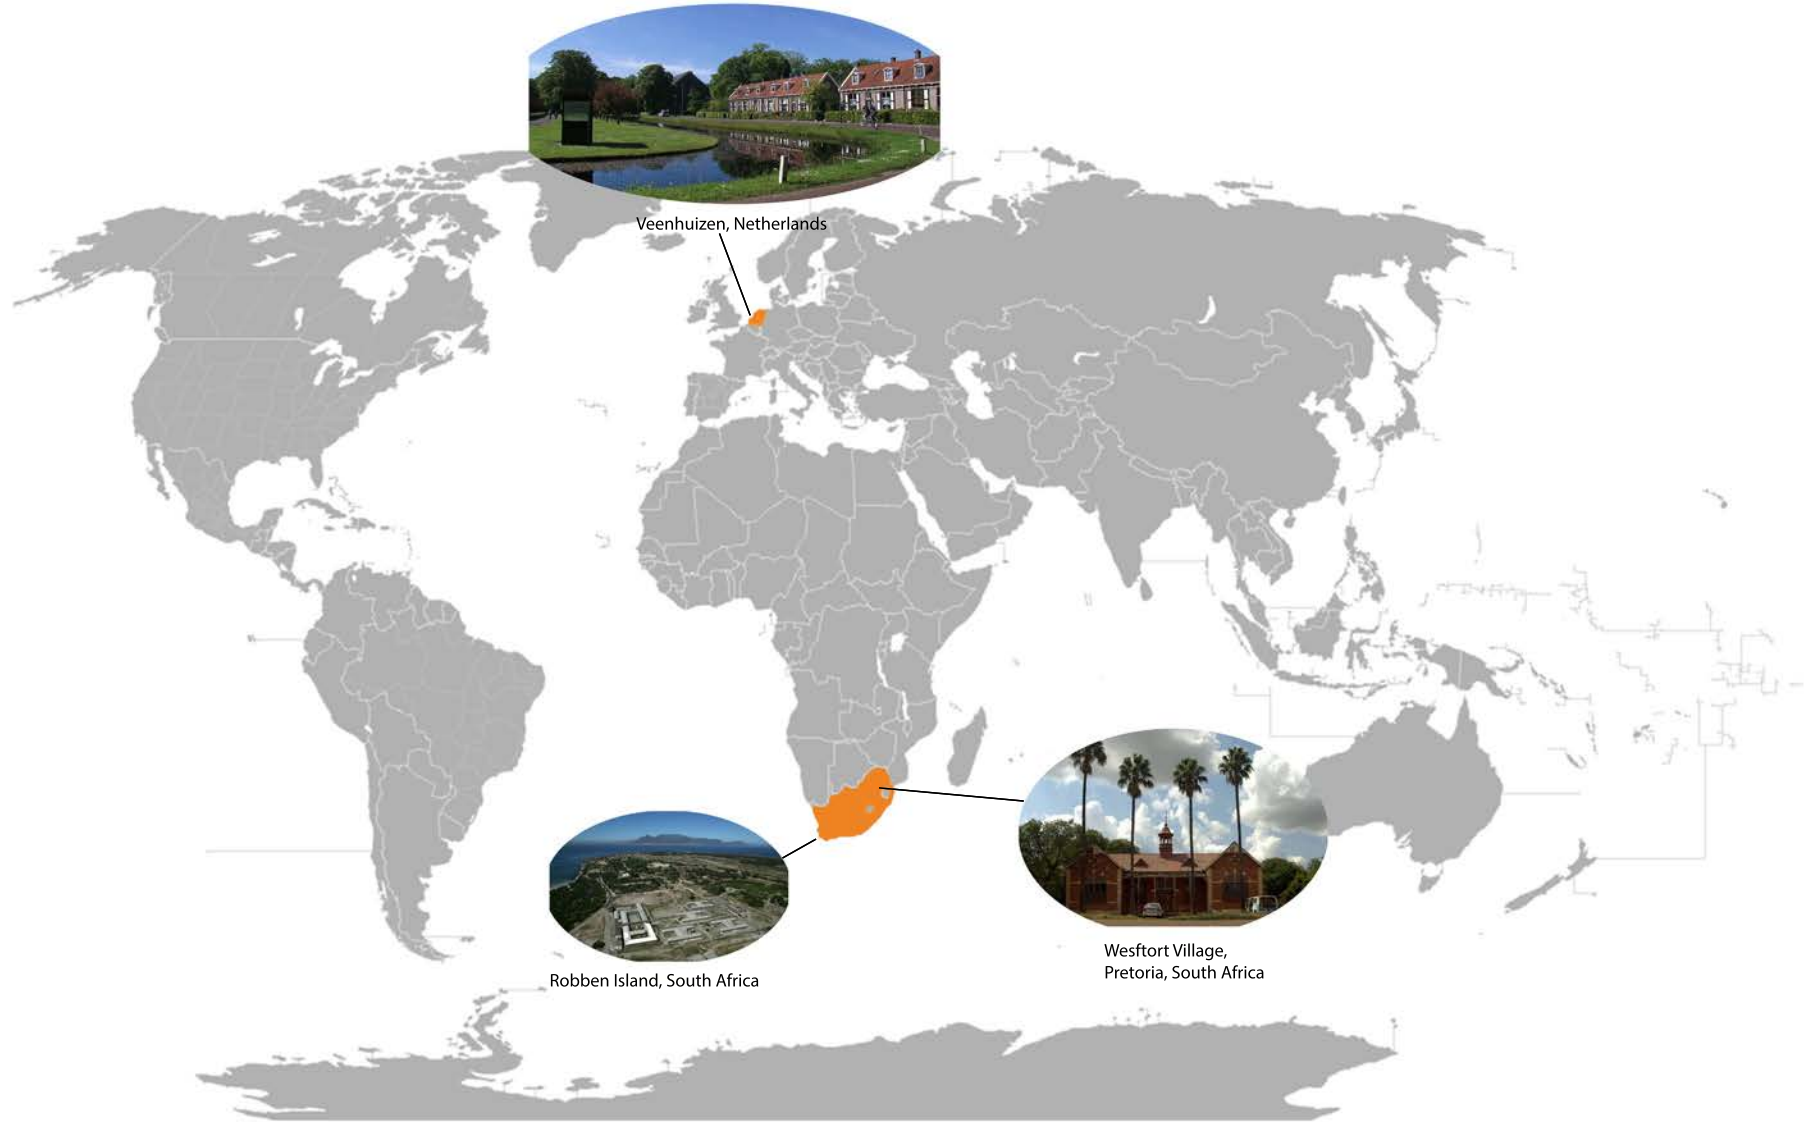 Veenhuizen, Netherlands
Robben Island, South Africa
Wesftort Village,
Pretoria, South Africa